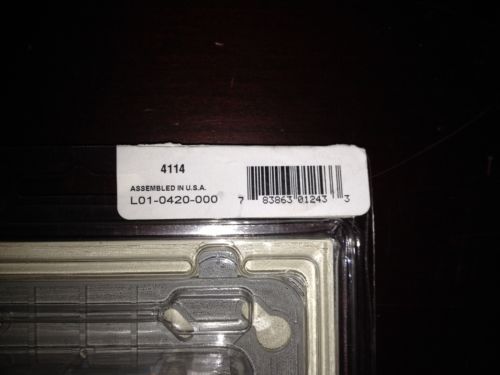 4114
ASSEMBLED IN U.S.A.
L01-0420-000
7 83863 01243 3